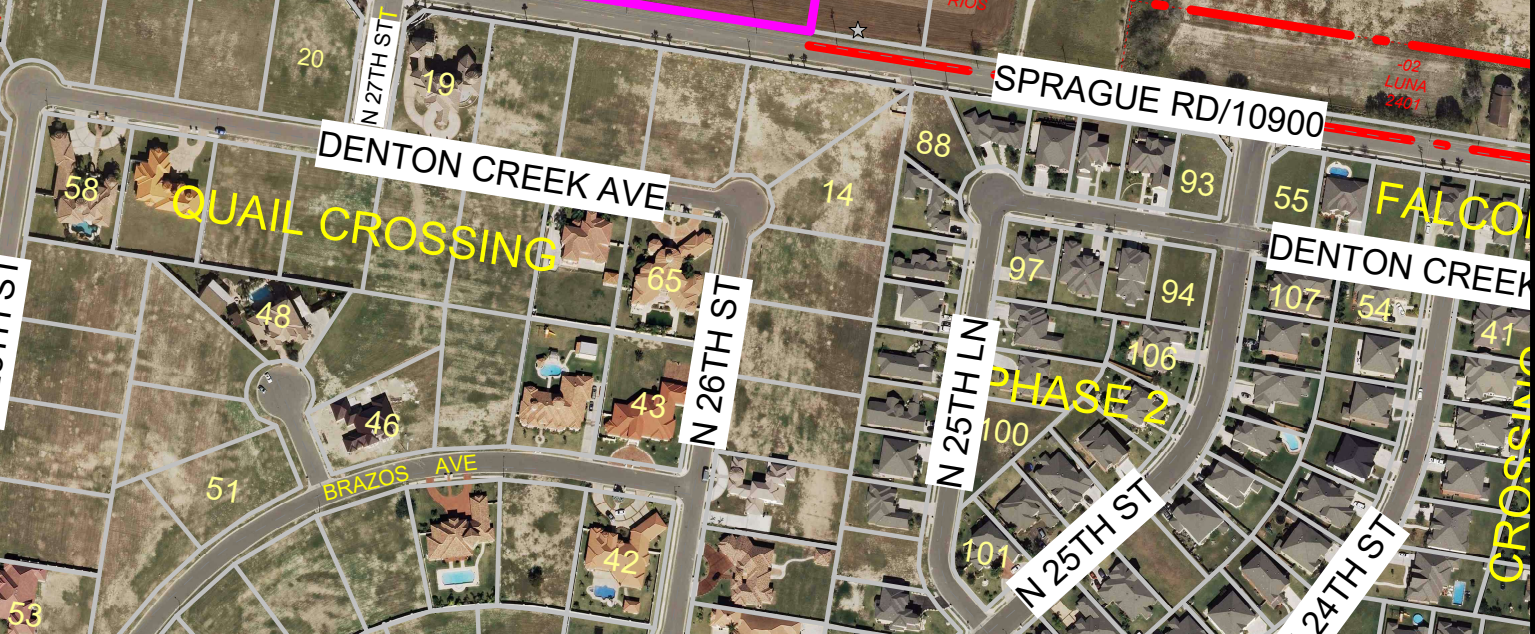 RIOS
20
N 27TH ST
T
19
-02
LUNA
2401
SPRAGUE RD/10900
DENTON CREEK AVE
88
58
14
93
55
QUAIL CROSSING
FALCO
DENTON CREEK
65
97
94
107
54
48
N 26TH ST
106
41
N 25TH LN
PHASE 2
46
43
100
CROSSING
BRAZOS AVE
51
N 25TH ST
42
101
24TH ST
53